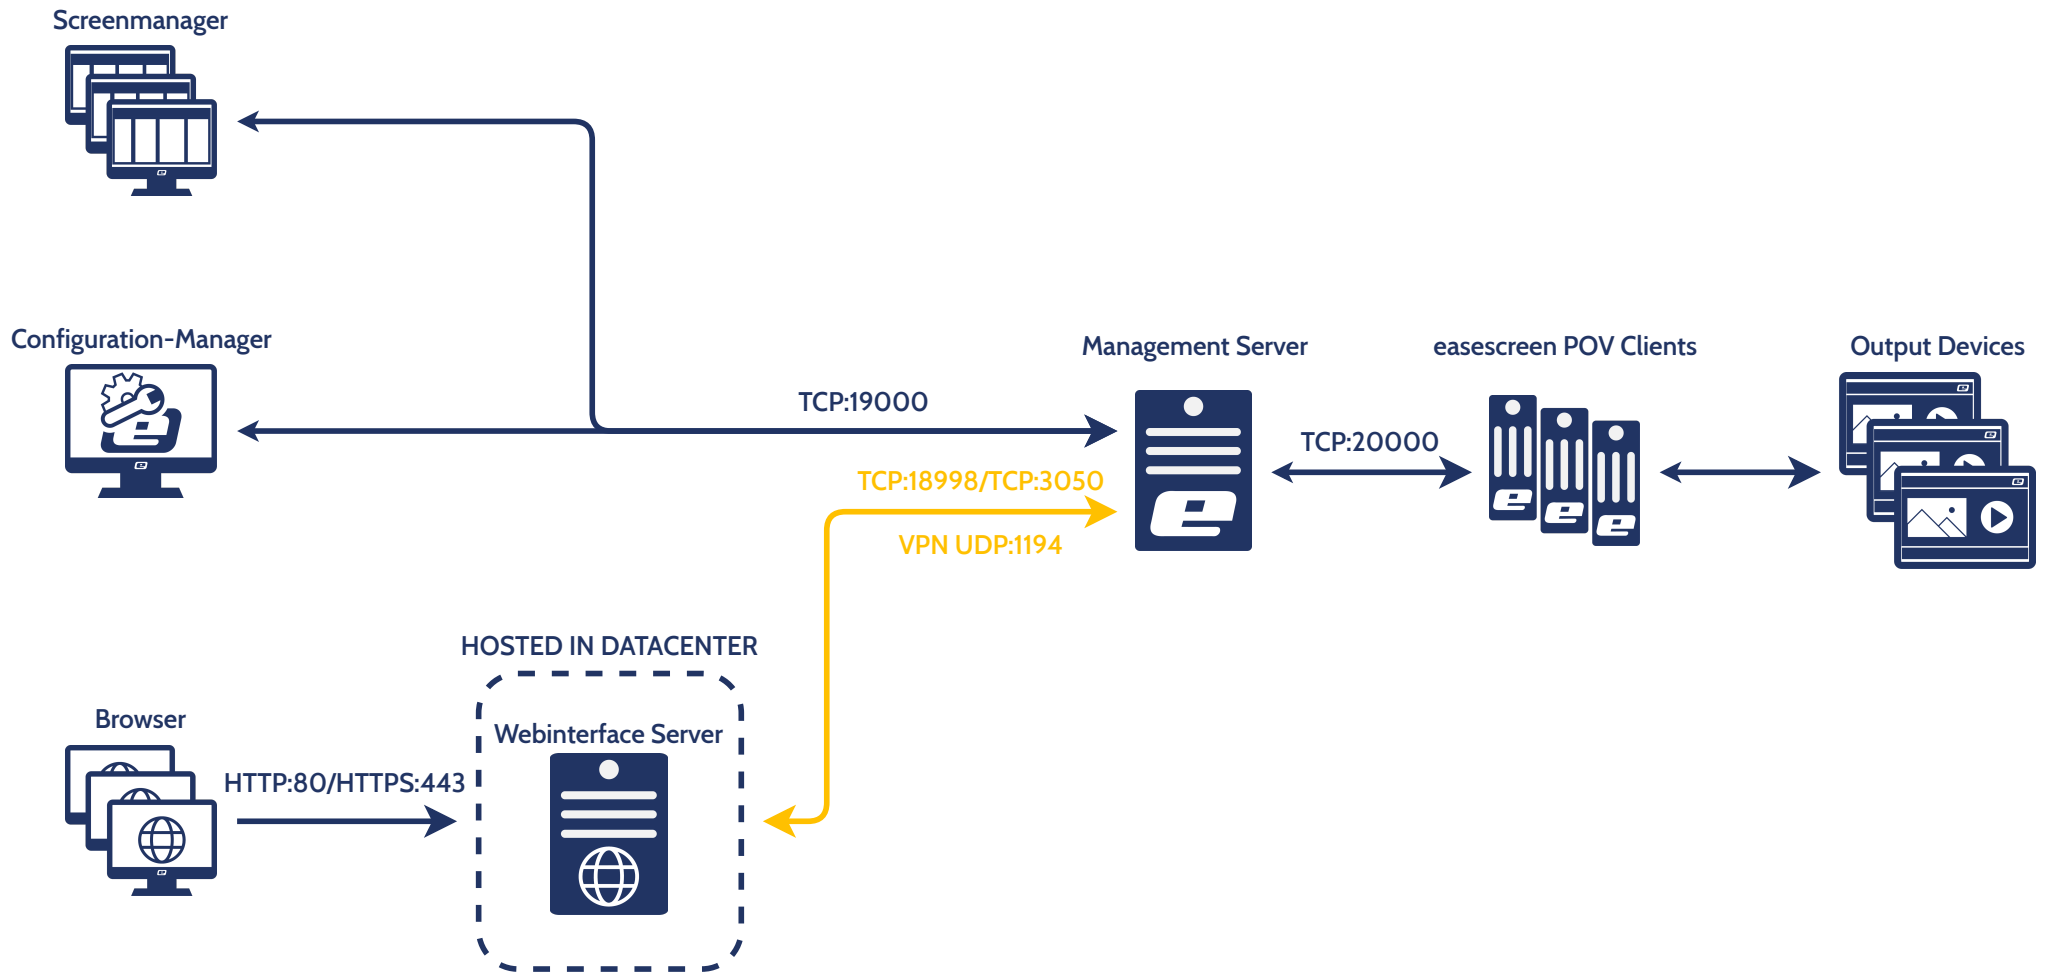 Screenmanager
Configuration-Manager
Management Server
easescreen POV Clients
Output Devices
TCP:19000
TCP:20000
TCP:18998/TCP:3050
VPN UDP:1194
HOSTED IN DATACENTER
Browser
Webinterface Server
HTTP:80/HTTPS:443